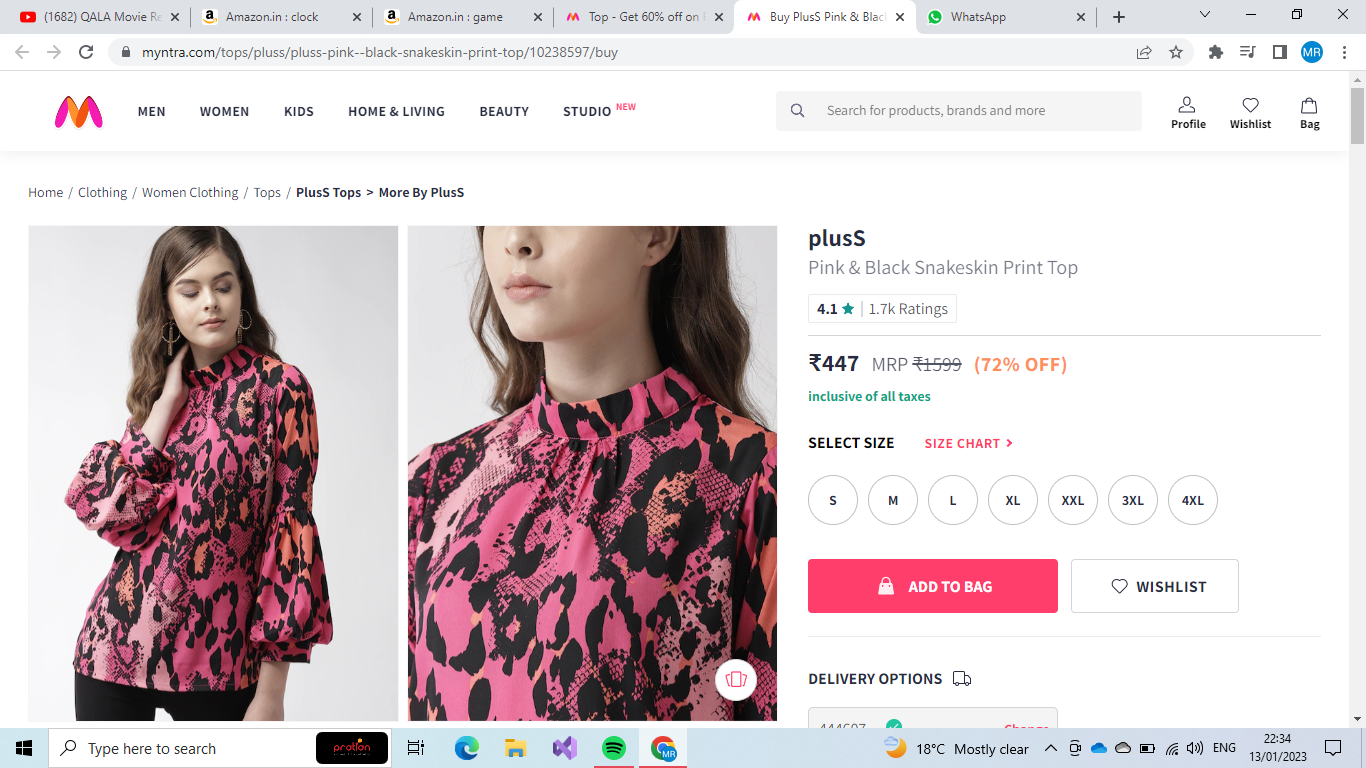 (1682) QALA Movie Re
Amazon.in : clock
Amazon.in : game
Top - Get 60% off on
Buy PlusS Pink & Blac
WhatsApp
myntra.com/tops/pluss/pluss-pink--black-snakeskin-print-top/10238597/buy
MR
MEN
WOMEN
KIDS
HOME & LIVING
BEAUTY
STUDIO NEW
Search for products, brands and more
Profile
Wishlist
Bag
Home / Clothing / Women Clothing / Tops / PlusS Tops > More By PlusS
plusS
Pink & Black Snakeskin Print Top
4.1 ★ | 1.7k Ratings
₹447 MRP ₹1599 (72% OFF)
inclusive of all taxes
SELECT SIZE SIZE CHART >
S M L XL XXL 3XL 4XL
ADD TO BAG
WISHLIST
DELIVERY OPTIONS
Change
Type here to search
MR
18°C Mostly clear
ENG
22:34
13/01/2023